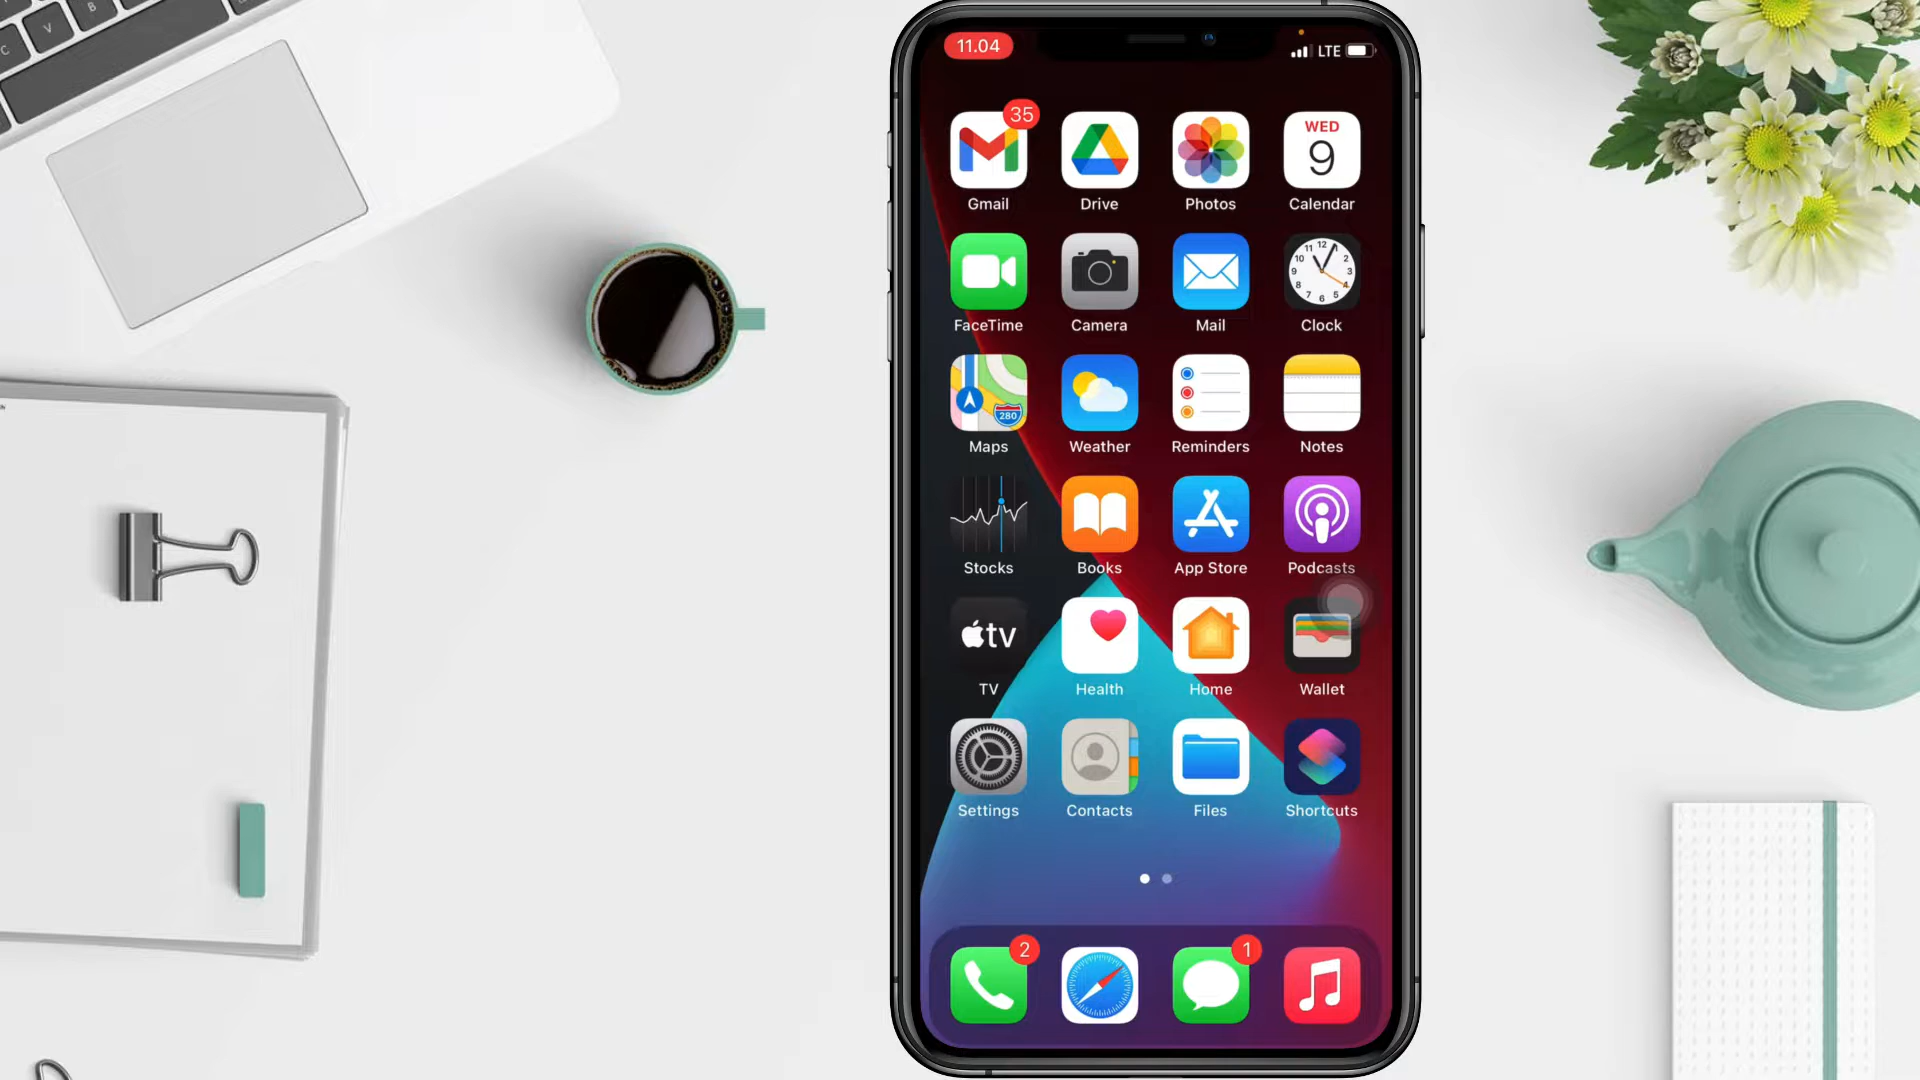 11.04 LTE
35 WED
9
Gmail Drive Photos Calendar
FaceTime Camera Mail Clock
280
Maps Weather Reminders Notes
Stocks Books App Store Podcasts
tv
TV Health Home Wallet
Settings Contacts Files Shortcuts
2 1
C V B